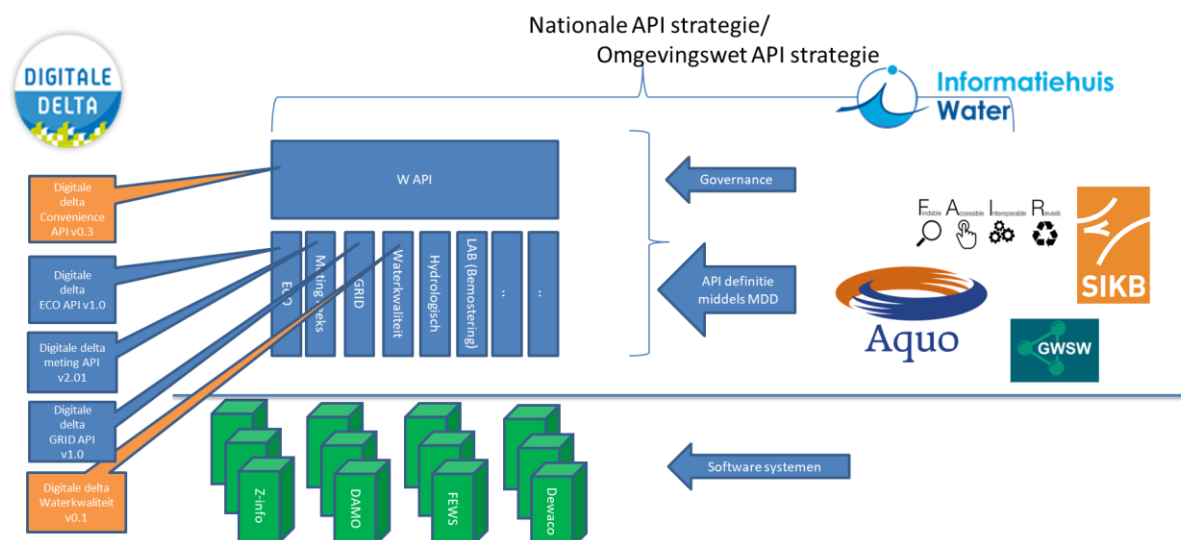 Nationale API strategie/
Omgevingswet API strategie
DIGITALE
DELTA
Informatiehuis
Water
W API
Governance
Digitale
delta
Convenience
API v0.3
Findable Accessible Interoperable
SIKB
ECO
GRID
Waterkwaliteit
Hydrologisch
LAB (Bemostering)
..
..
API definitie
middels MDD
Digitale
delta
ECO API v1.0
Aquo
GWSW
Digitale delta
meting API
v2.01
Digitale
delta
GRID API
v1.0
Digitale delta
Waterkwaliteit
v0.1
Z-info
DAMO
FEWS
Dewaco
Software systemen